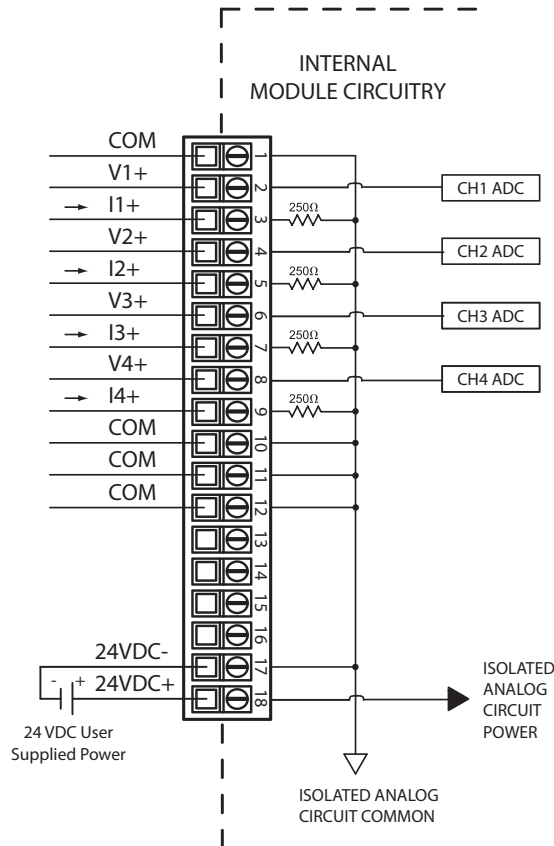 INTERNAL
MODULE CIRCUITRY
COM
1
V1+
2
CH1 ADC
→ I1+
3
250Ω
V2+
4
CH2 ADC
→ I2+
5
250Ω
V3+
6
CH3 ADC
→ I3+
7
250Ω
V4+
8
CH4 ADC
→ I4+
9
250Ω
COM
10
COM
11
COM
12
13
14
15
16
24VDC-
17
- + 24VDC+
18
24 VDC User
Supplied Power
ISOLATED
ANALOG
CIRCUIT
POWER
ISOLATED ANALOG
CIRCUIT COMMON